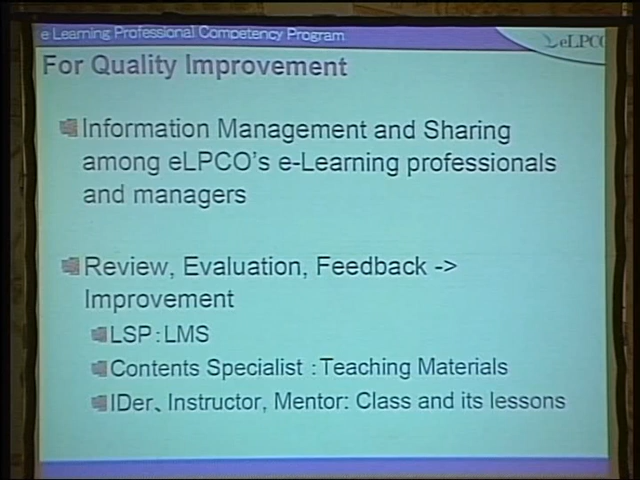 e Learning Professional Competency Program
eLPCO
For Quality Improvement
Information Management and Sharing
among eLPCO's e-Learning professionals
and managers
Review, Evaluation, Feedback ->
Improvement
LSP:LMS
Contents Specialist :Teaching Materials
IDer、Instructor, Mentor: Class and its lessons